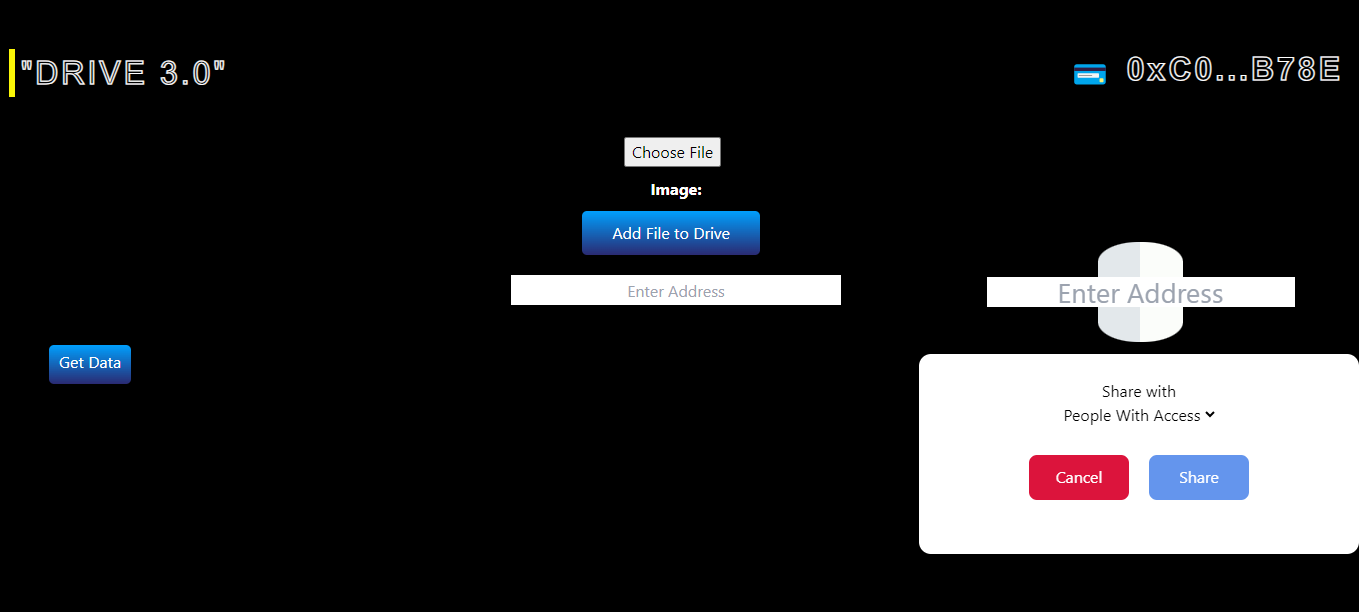 "DRIVE 3.0"
0xC0...B78E
Choose File
Image:
Add File to Drive
Enter Address
Enter Address
Get Data
Share with
People With Access
Cancel
Share